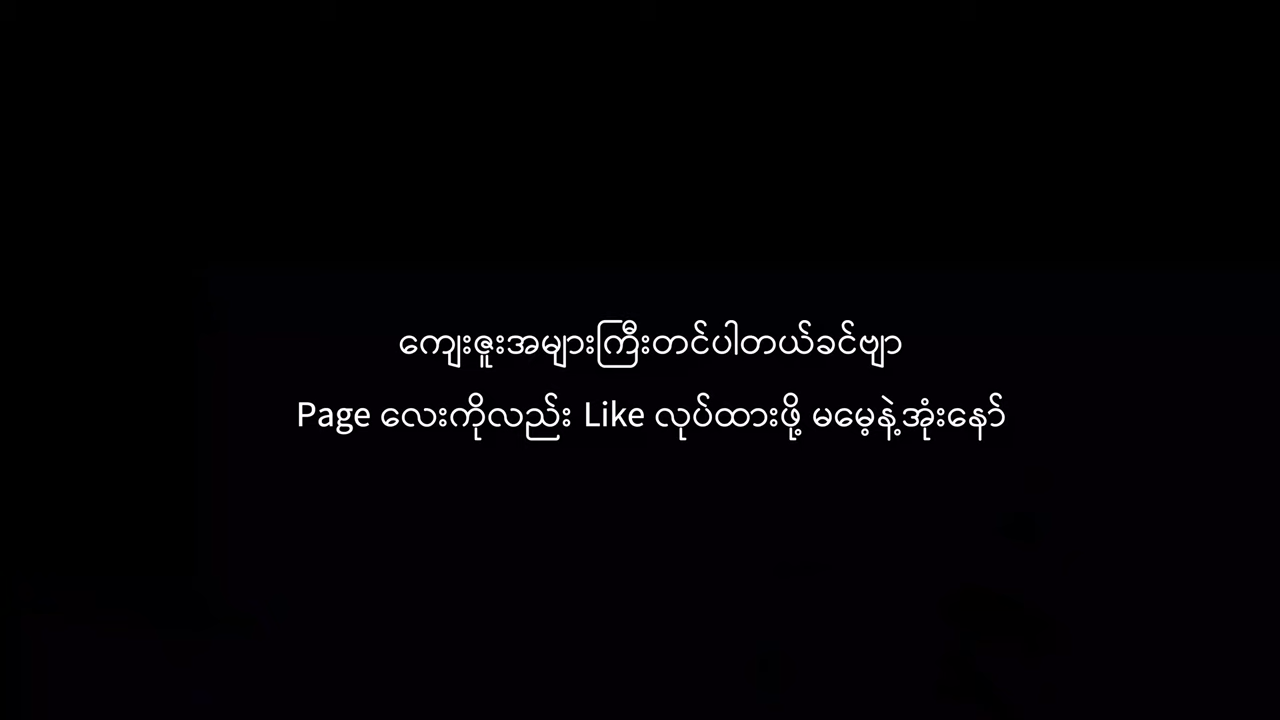 ကျေးဇူးအများကြီးတင်ပါတယ်ခင်ဗျာ
Page လေးကိုလည်း Like လုပ်ထားဖို့ မမေ့နဲ့အုံးနော်